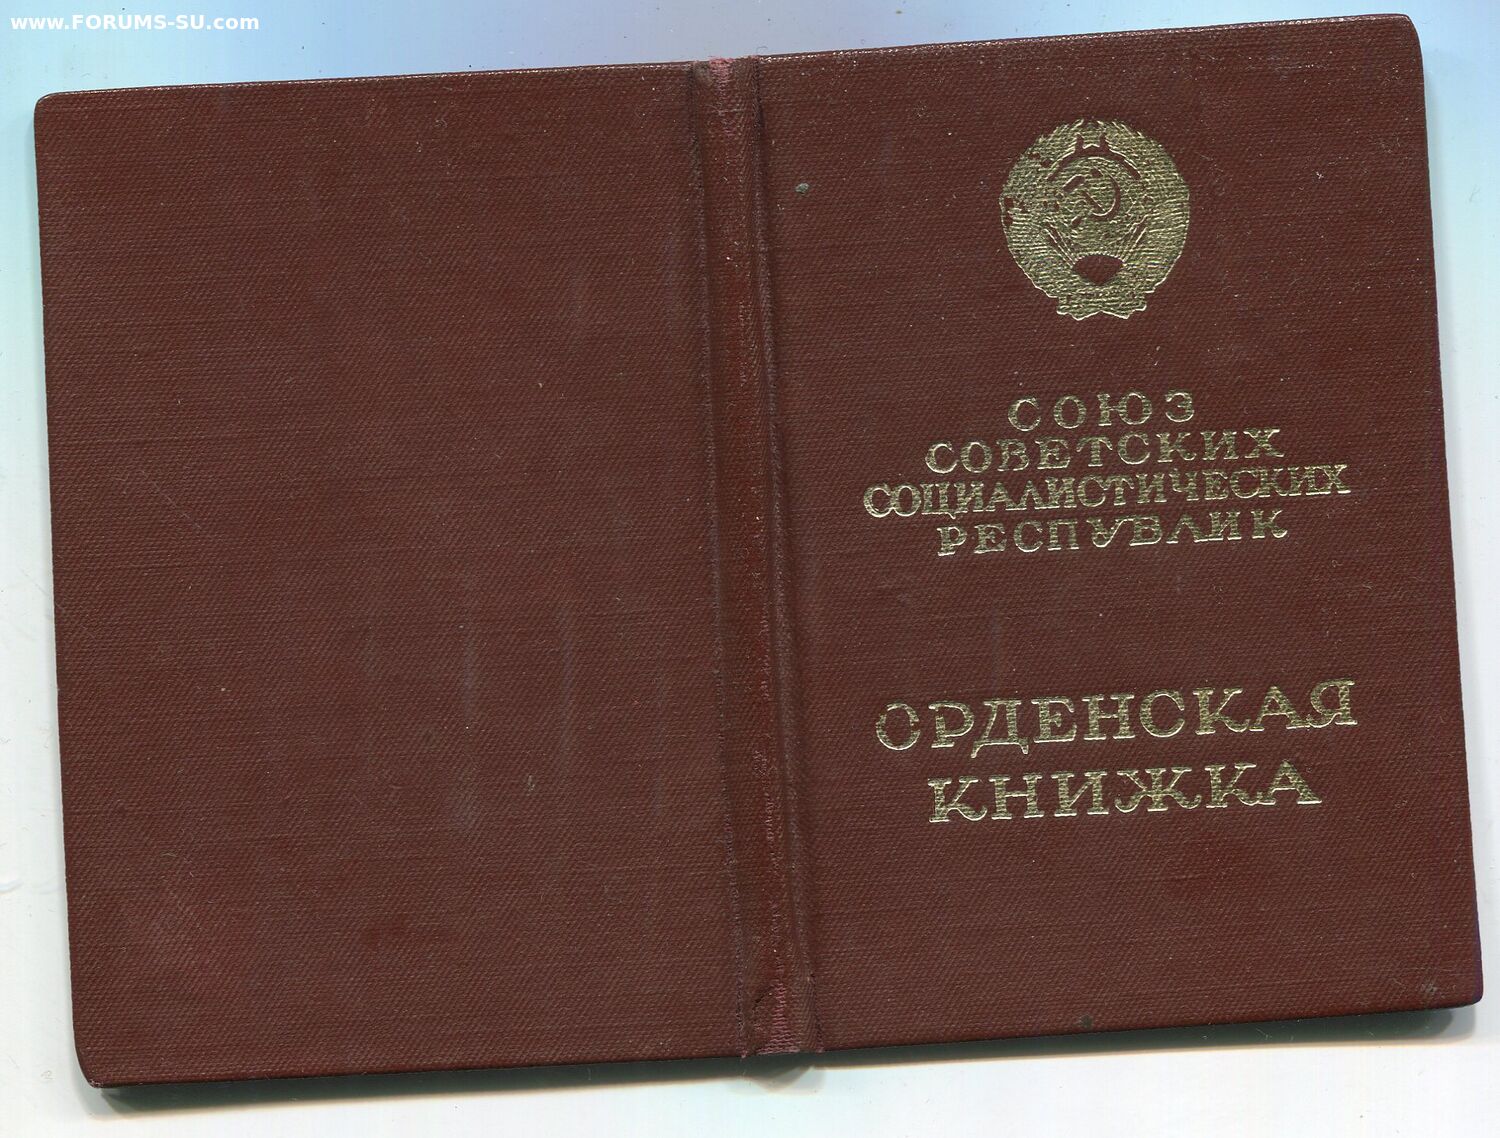 www.FORUMS-SU.com
СОЮЗ
СОВЕТСКИХ
СОЦИАЛИСТИЧЕСКИХ
РЕСПУБЛИК
ОРДЕНСКАЯ
КНИЖКА